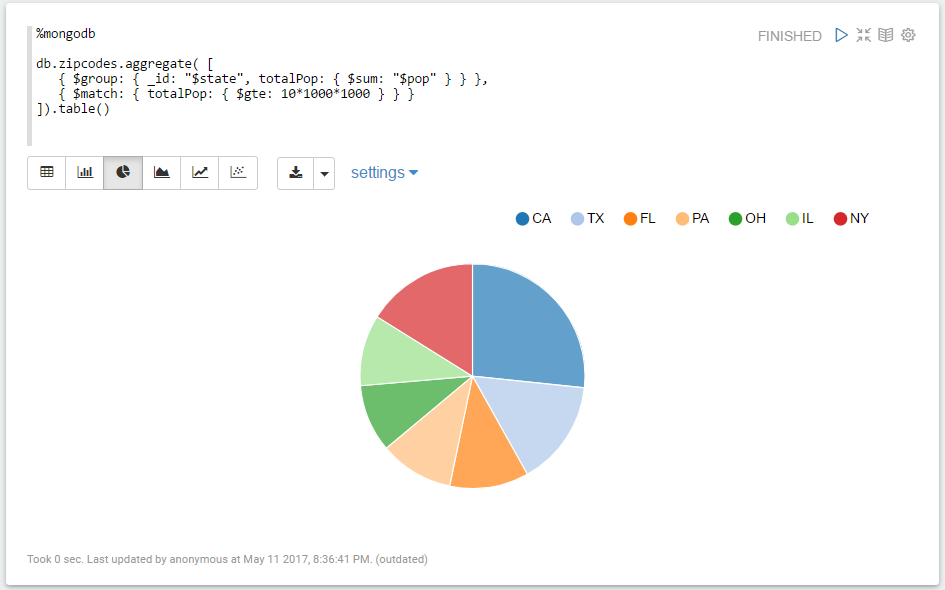 %mongodb
FINISHED
db.zipcodes.aggregate( [
   { $group: { _id: "$state", totalPop: { $sum: "$pop" } } },
   { $match: { totalPop: { $gte: 10*1000*1000 } } }
]).table()
settings
CA TX FL PA OH IL NY
Took 0 sec. Last updated by anonymous at May 11 2017, 8:36:41 PM. (outdated)